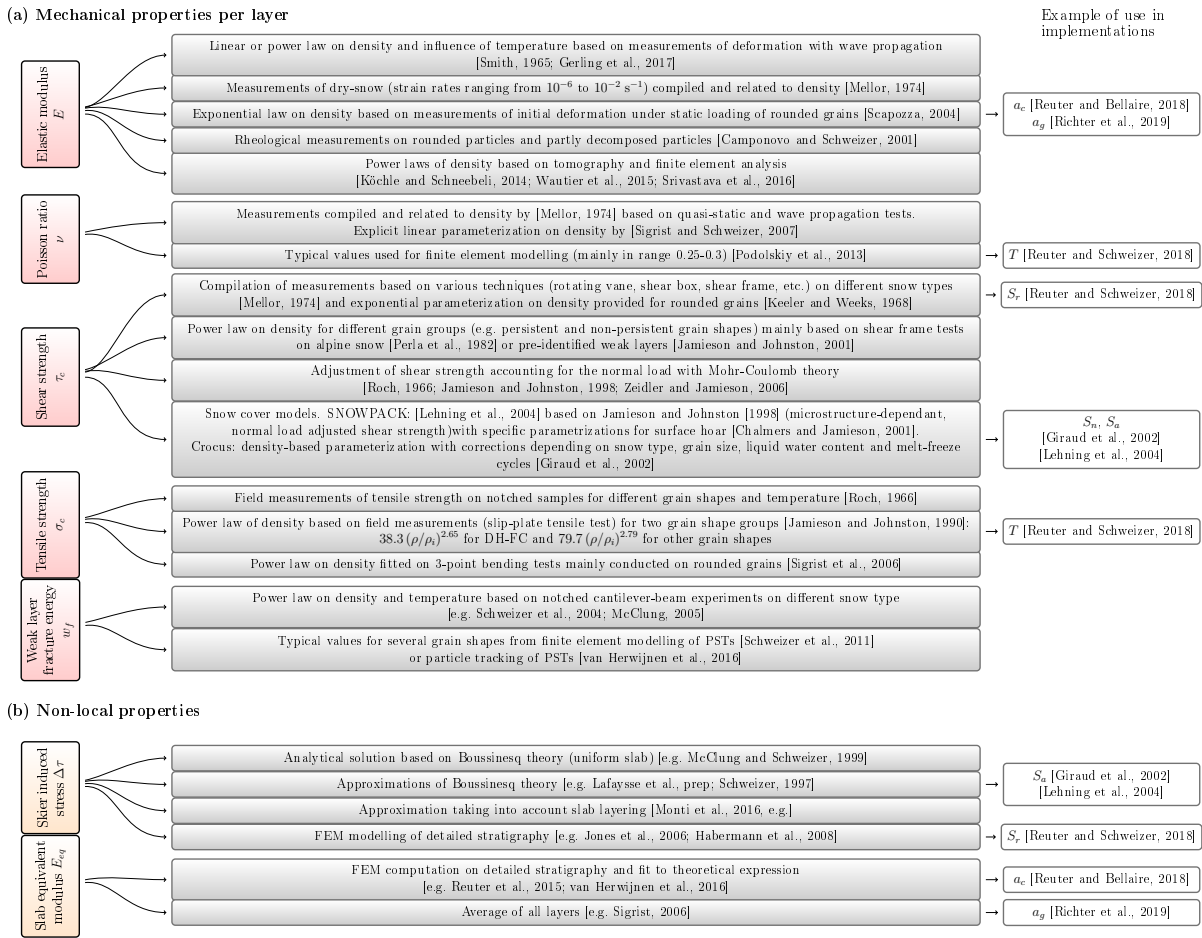 (a) Mechanical properties per layer
Example of use in
implementations
Elastic modulus
E
Linear or power law on density and influence of temperature based on measurements of deformation with wave propagation
[Smith, 1965; Gerling et al., 2017]
Measurements of dry-snow (strain rates ranging from 10⁻⁶ to 10⁻² s⁻¹) compiled and related to density [Mellor, 1974]
Exponential law on density based on measurements of initial deformation under static loading of rounded grains [Scapozza, 2004]
a_c [Reuter and Bellaire, 2018]
a_g [Richter et al., 2019]
Rheological measurements on rounded particles and partly decomposed particles [Camponovo and Schweizer, 2001]
Power laws of density based on tomography and finite element analysis
[Köchle and Schneebeli, 2014; Wautier et al., 2015; Srivastava et al., 2016]
Poisson ratio
ν
Measurements compiled and related to density by [Mellor, 1974] based on quasi-static and wave propagation tests.
Explicit linear parameterization on density by [Sigrist and Schweizer, 2007]
Typical values used for finite element modelling (mainly in range 0.25-0.3) [Podolskiy et al., 2013]
T [Reuter and Schweizer, 2018]
Shear strength
τ_c
Compilation of measurements based on various techniques (rotating vane, shear box, shear frame, etc.) on different snow types
[Mellor, 1974] and exponential parameterization on density provided for rounded grains [Keeler and Weeks, 1968]
S_r [Reuter and Schweizer, 2018]
Power law on density for different grain groups (e.g. persistent and non-persistent grain shapes) mainly based on shear frame tests
on alpine snow [Perla et al., 1982] or pre-identified weak layers [Jamieson and Johnston, 2001]
Adjustment of shear strength accounting for the normal load with Mohr-Coulomb theory
[Roch, 1966; Jamieson and Johnston, 1998; Zeidler and Jamieson, 2006]
Snow cover models. SNOWPACK: [Lehning et al., 2004] based on Jamieson and Johnston [1998] (microstructure-dependant,
normal load adjusted shear strength)with specific parametrizations for surface hoar [Chalmers and Jamieson, 2001].
Crocus: density-based parameterization with corrections depending on snow type, grain size, liquid water content and melt-freeze
cycles [Giraud et al., 2002]
S_n, S_a
[Giraud et al., 2002]
[Lehning et al., 2004]
Tensile strength
σ_c
Field measurements of tensile strength on notched samples for different grain shapes and temperature [Roch, 1966]
Power law of density based on field measurements (slip-plate tensile test) for two grain shape groups [Jamieson and Johnston, 1990]:
38.3 (ρ/ρ_i)^2.65 for DH-FC and 79.7 (ρ/ρ_i)^2.79 for other grain shapes
T [Reuter and Schweizer, 2018]
Power law on density fitted on 3-point bending tests mainly conducted on rounded grains [Sigrist et al., 2006]
Weak layer
fracture energy
w_f
Power law on density and temperature based on notched cantilever-beam experiments on different snow type
[e.g. Schweizer et al., 2004; McClung, 2005]
Typical values for several grain shapes from finite element modelling of PSTs [Schweizer et al., 2011]
or particle tracking of PSTs [van Herwijnen et al., 2016]
(b) Non-local properties
Skier induced
stress Δτ
Analytical solution based on Boussinesq theory (uniform slab) [e.g. McClung and Schweizer, 1999]
Approximations of Boussinesq theory [e.g. Lafaysse et al., prep; Schweizer, 1997]
S_a [Giraud et al., 2002]
[Lehning et al., 2004]
Approximation taking into account slab layering [Monti et al., 2016, e.g.]
FEM modelling of detailed stratigraphy [e.g. Jones et al., 2006; Habermann et al., 2008]
S_r [Reuter and Schweizer, 2018]
Slab equivalent
modulus E_eq
FEM computation on detailed stratigraphy and fit to theoretical expression
[e.g. Reuter et al., 2015; van Herwijnen et al., 2016]
a_c [Reuter and Bellaire, 2018]
Average of all layers [e.g. Sigrist, 2006]
a_g [Richter et al., 2019]